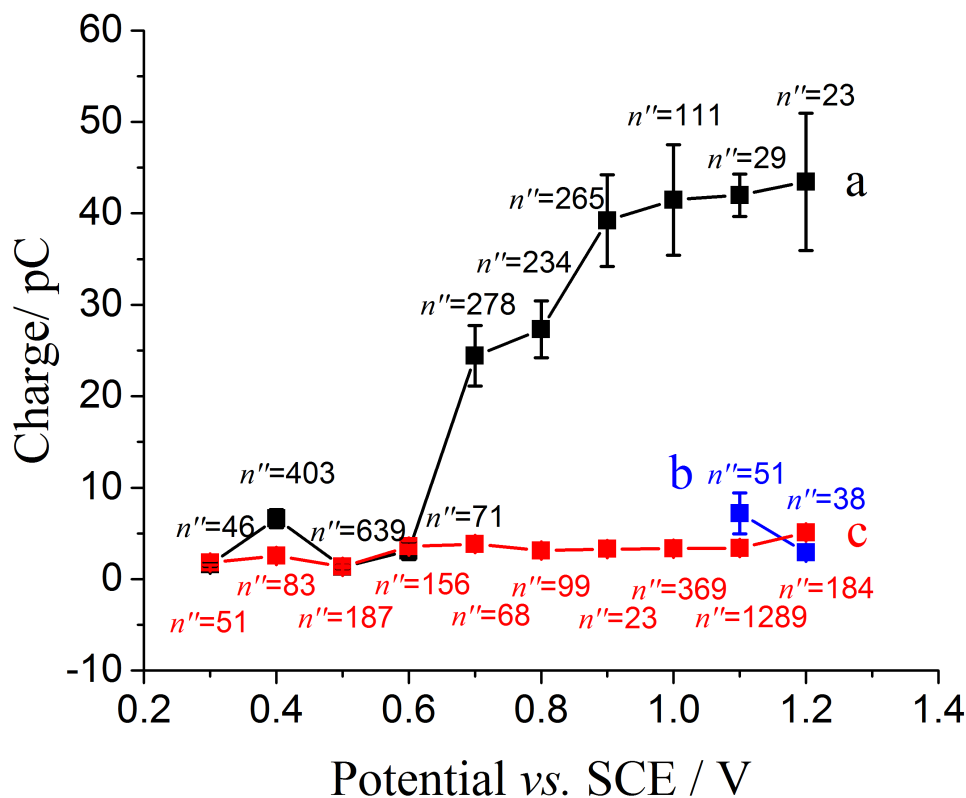 60
50
40
30
20
10
0
-10
Charge/ pC
n''=23
n''=111
n''=29
a
n''=265
n''=234
n''=278
n''=403
b
n''=51
n''=46
n''=639
n''=71
n''=38
c
n''=83
n''=156
n''=99
n''=369
n''=184
n''=51
n''=187
n''=68
n''=23
n''=1289
0.2 0.4 0.6 0.8 1.0 1.2 1.4
Potential vs. SCE / V